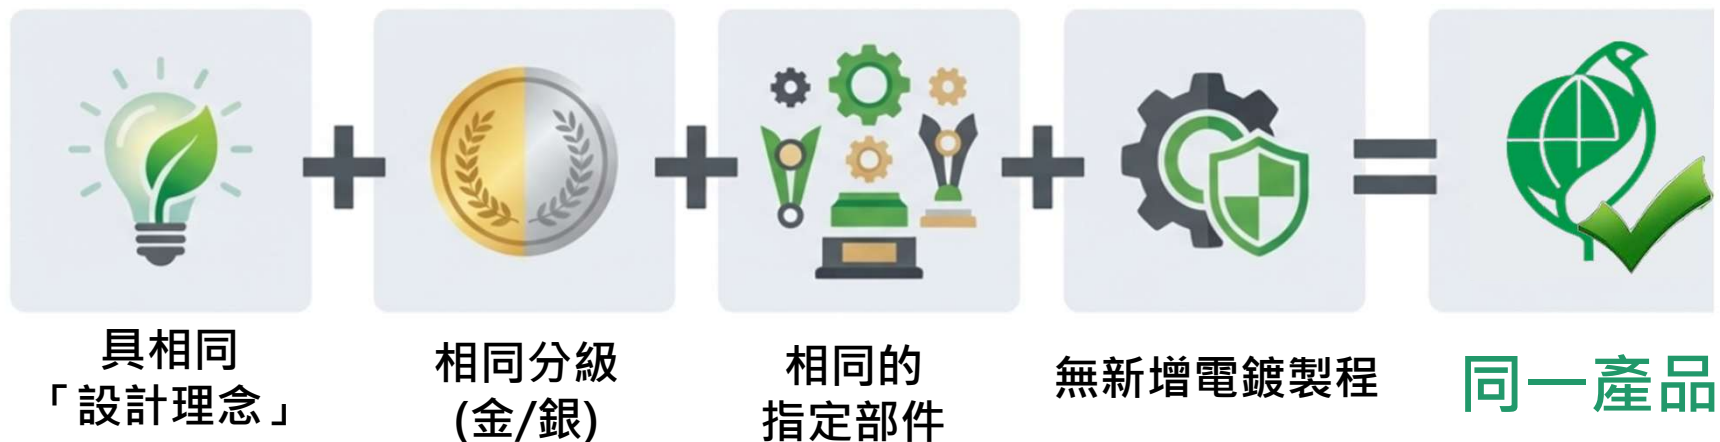 具相同
「設計理念」
相同分級
(金/銀)
相同的
指定部件
無新增電鍍製程
同一產品